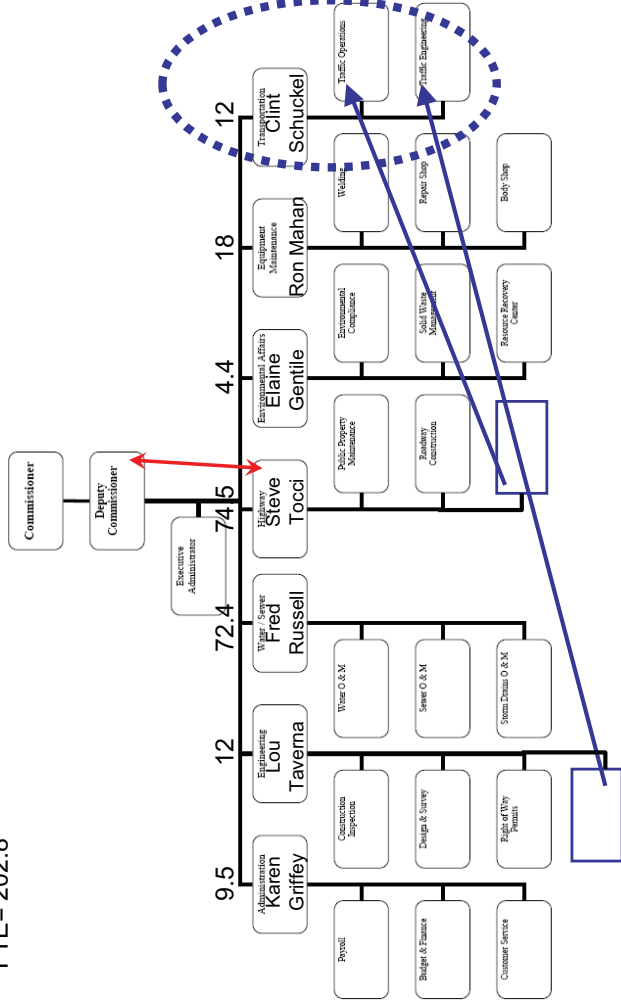 FTE= 202.8
Commissioner
Deputy
Commissioner
Executive
Administrator
9.5
12
72.4
74.5
4.4
18
12
Administration
Karen
Griffey
Engineering
Lou
Taverna
Water / Sewer
Fred
Russell
Highway
Steve
Tocci
Environmental Affairs
Elaine
Gentile
Equipment
Maintenance
Ron Mahan
Transportation
Clint
Schuckel
Payroll
Budget & Finance
Customer Service
Construction
Inspection
Design & Survey
Right of Way
Permits
Water O & M
Sewer O & M
Storm Drains O & M
Public Property
Maintenance
Roadway
Construction
Environmental
Compliance
Solid Waste
Management
Resource Recovery
Center
Welding
Repair Shop
Body Shop
Traffic Operations
Traffic Engineering